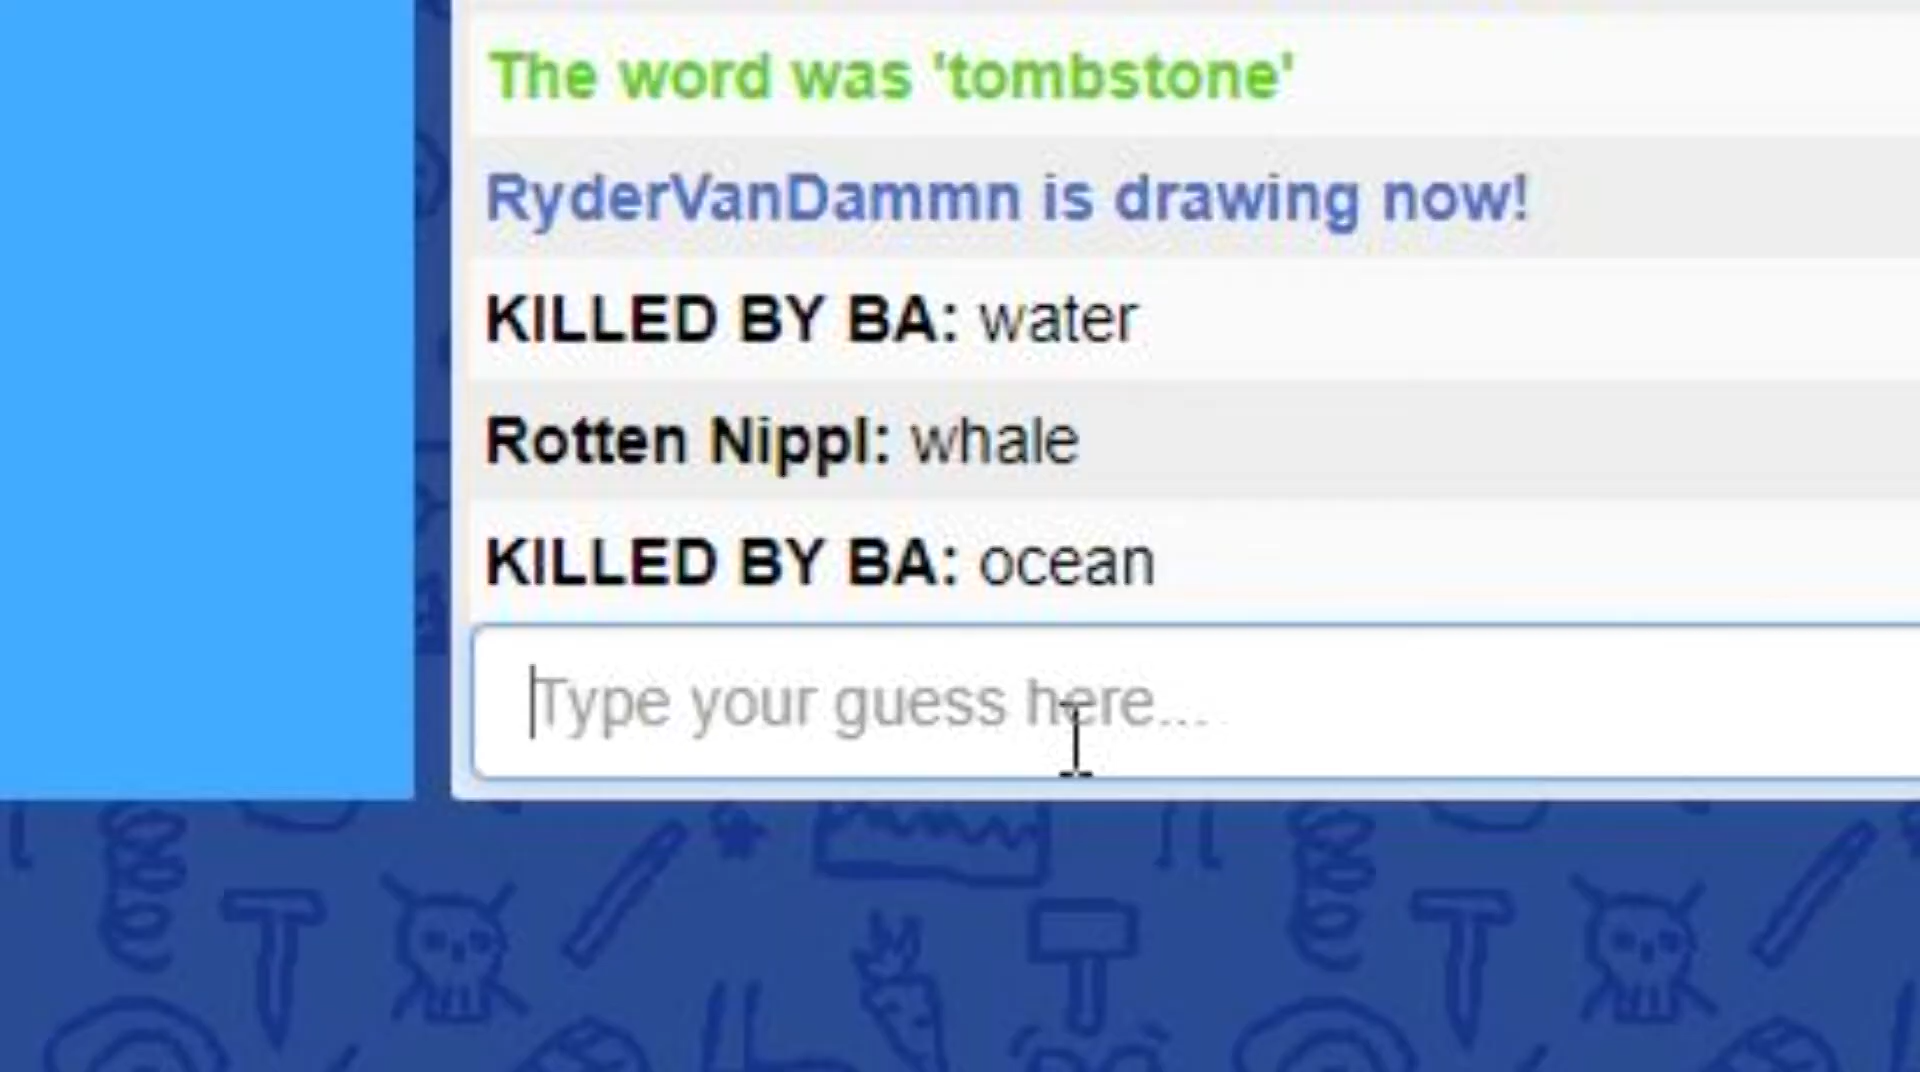 The word was 'tombstone'
RyderVanDammn is drawing now!
KILLED BY BA: water
Rotten Nippl: whale
KILLED BY BA: ocean
Type your guess here...